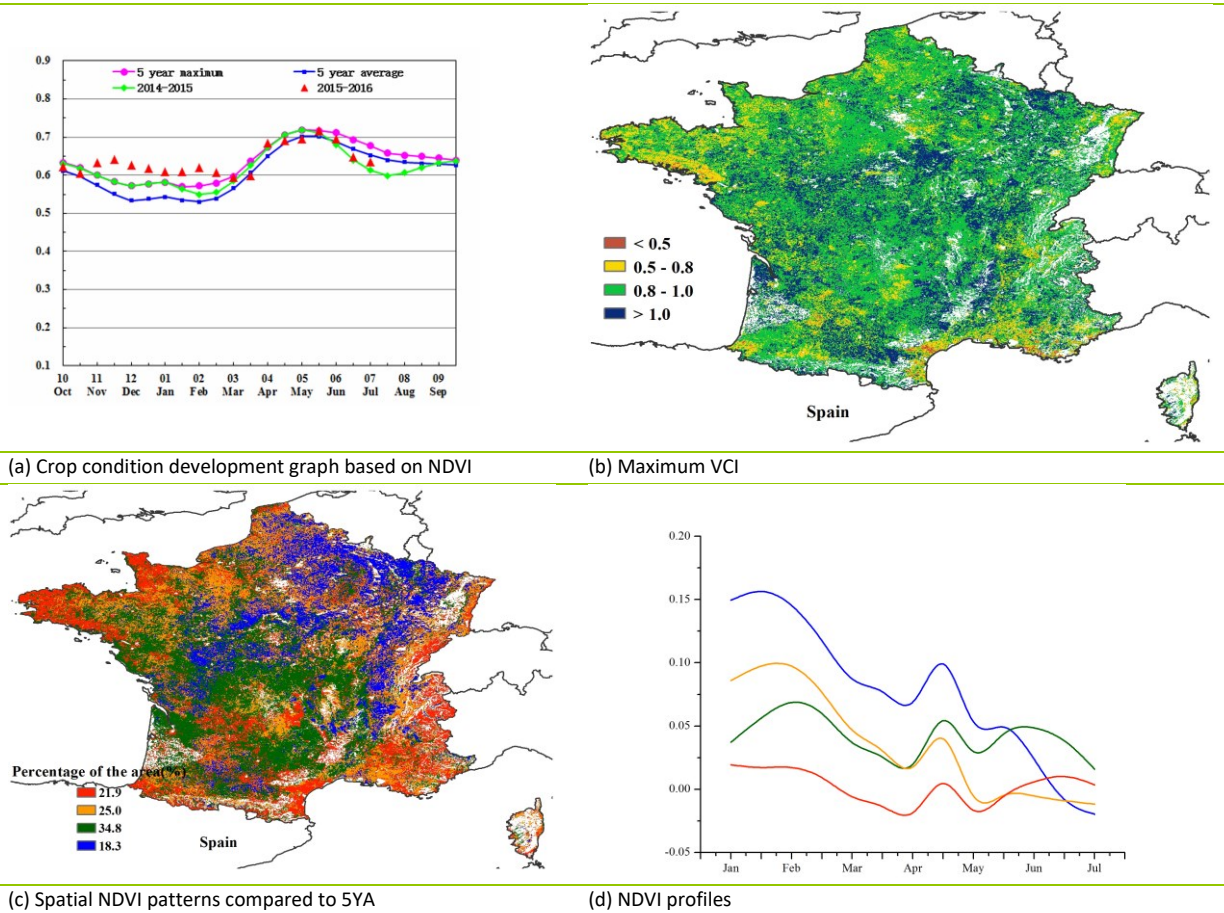 5 year maximum
5 year average
2014-2015
2015-2016
0.9
0.8
0.7
0.6
0.5
0.4
0.3
0.2
0.1
10 11 12 01 02 03 04 05 06 07 08 09
Oct Nov Dec Jan Feb Mar Apr May Jun Jul Aug Sep
< 0.5
0.5 - 0.8
0.8 - 1.0
> 1.0
Spain
(a) Crop condition development graph based on NDVI
(b) Maximum VCI
Percentage of the area(%)
21.9
25.0
34.8
18.3
Spain
0.20
0.15
0.10
0.05
0.00
-0.05
Jan Feb Mar Apr May Jun Jul
(c) Spatial NDVI patterns compared to 5YA
(d) NDVI profiles